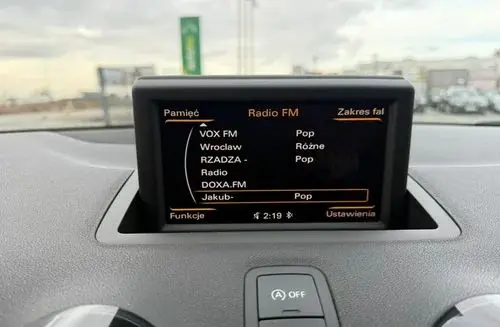 Pamięć Radio FM Zakres fal
VOX FM Pop
Wroclaw Różne
RZADZA - Pop
Radio
DOXA.FM
Jakub- Pop
Funkcje 2:19 Ustawienia
A OFF